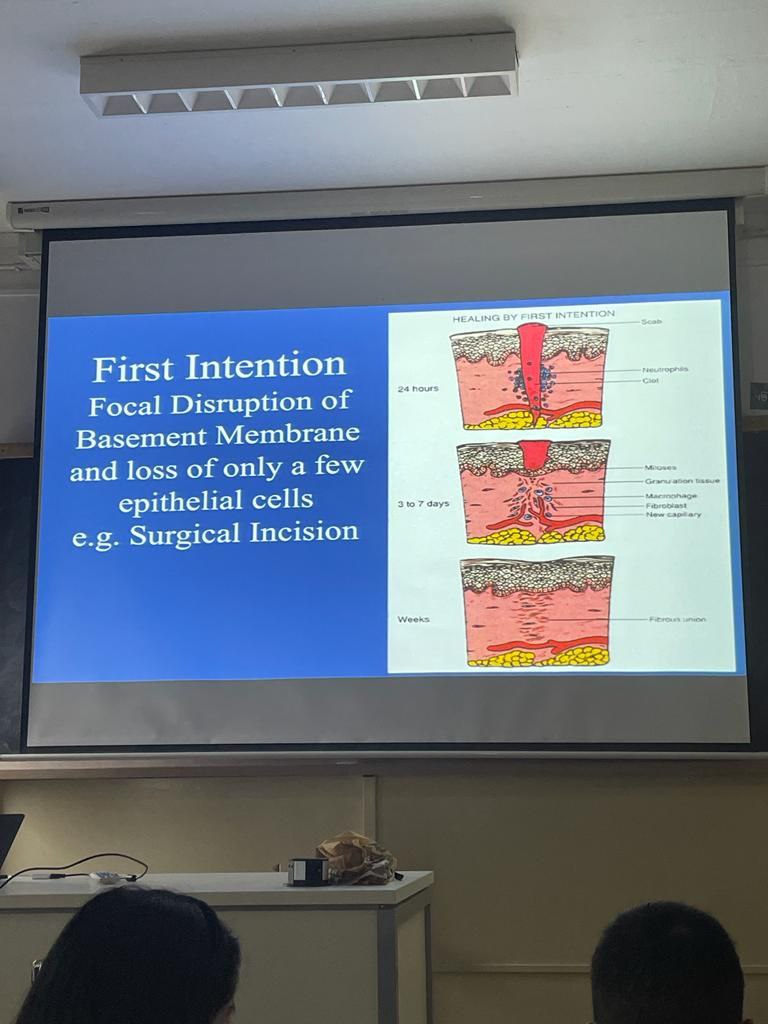 First Intention
Focal Disruption of
Basement Membrane
and loss of only a few
epithelial cells
e.g. Surgical Incision
HEALING BY FIRST INTENTION
Scab
24 hours
Neutrophils
Clot
3 to 7 days
Mitoses
Granulation tissue
Macrophage
Fibroblast
New capillary
Weeks
Fibrous union